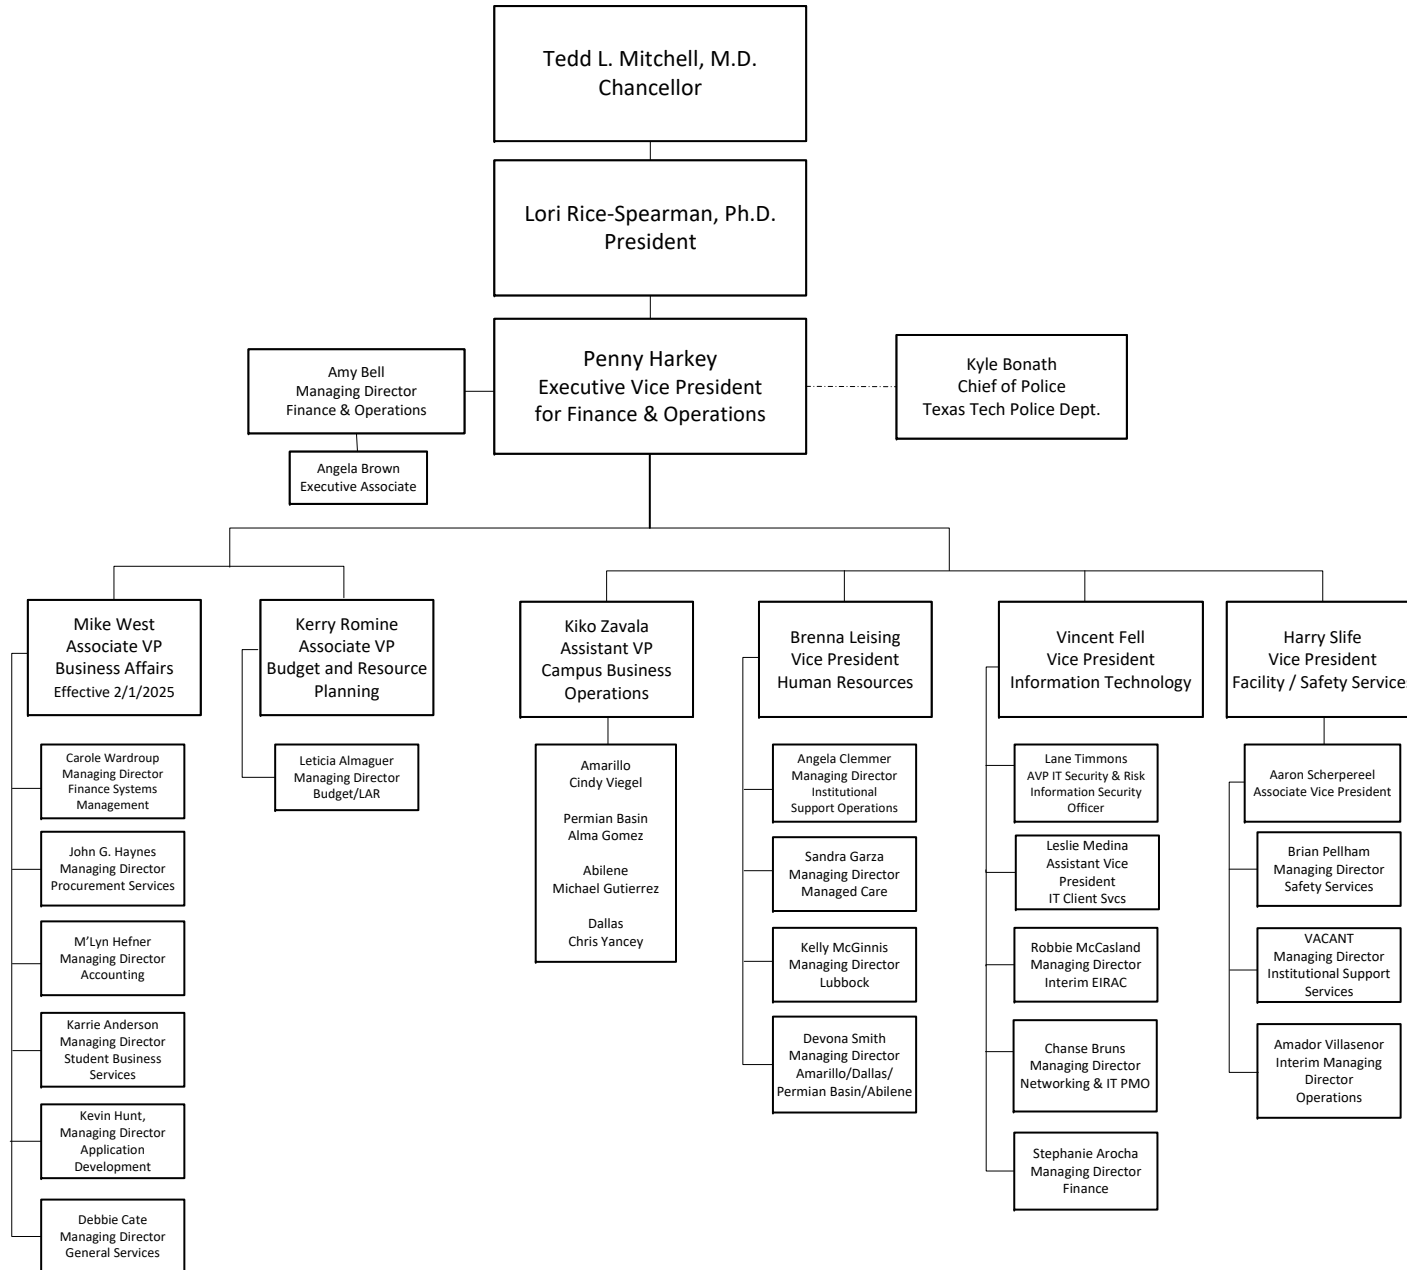 Tedd L. Mitchell, M.D.
Chancellor
Lori Rice-Spearman, Ph.D.
President
Penny Harkey
Executive Vice President
for Finance & Operations
Amy Bell
Managing Director
Finance & Operations
Angela Brown
Executive Associate
Kyle Bonath
Chief of Police
Texas Tech Police Dept.
Mike West
Associate VP
Business Affairs
Effective 2/1/2025
Carole Wardroup
Managing Director
Finance Systems
Management
John G. Haynes
Managing Director
Procurement Services
M'Lyn Hefner
Managing Director
Accounting
Karrie Anderson
Managing Director
Student Business
Services
Kevin Hunt,
Managing Director
Application
Development
Debbie Cate
Managing Director
General Services
Kerry Romine
Associate VP
Budget and Resource
Planning
Leticia Almaguer
Managing Director
Budget/LAR
Kiko Zavala
Assistant VP
Campus Business
Operations
Amarillo
Cindy Viegel
Permian Basin
Alma Gomez
Abilene
Michael Gutierrez
Dallas
Chris Yancey
Brenna Leising
Vice President
Human Resources
Angela Clemmer
Managing Director
Institutional
Support Operations
Sandra Garza
Managing Director
Managed Care
Kelly McGinnis
Managing Director
Lubbock
Devona Smith
Managing Director
Amarillo/Dallas/
Permian Basin/Abilene
Vincent Fell
Vice President
Information Technology
Lane Timmons
AVP IT Security & Risk
Information Security
Officer
Leslie Medina
Assistant Vice
President
IT Client Svcs
Robbie McCasland
Managing Director
Interim EIRAC
Chanse Bruns
Managing Director
Networking & IT PMO
Stephanie Arocha
Managing Director
Finance
Harry Slife
Vice President
Facility / Safety Services
Aaron Scherpereel
Associate Vice President
Brian Pellham
Managing Director
Safety Services
VACANT
Managing Director
Institutional Support
Services
Amador Villasenor
Interim Managing
Director
Operations